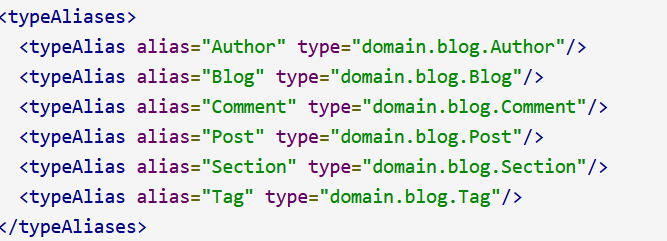 <typeAliases>
  <typeAlias alias="Author" type="domain.blog.Author"/>
  <typeAlias alias="Blog" type="domain.blog.Blog"/>
  <typeAlias alias="Comment" type="domain.blog.Comment"/>
  <typeAlias alias="Post" type="domain.blog.Post"/>
  <typeAlias alias="Section" type="domain.blog.Section"/>
  <typeAlias alias="Tag" type="domain.blog.Tag"/>
</typeAliases>